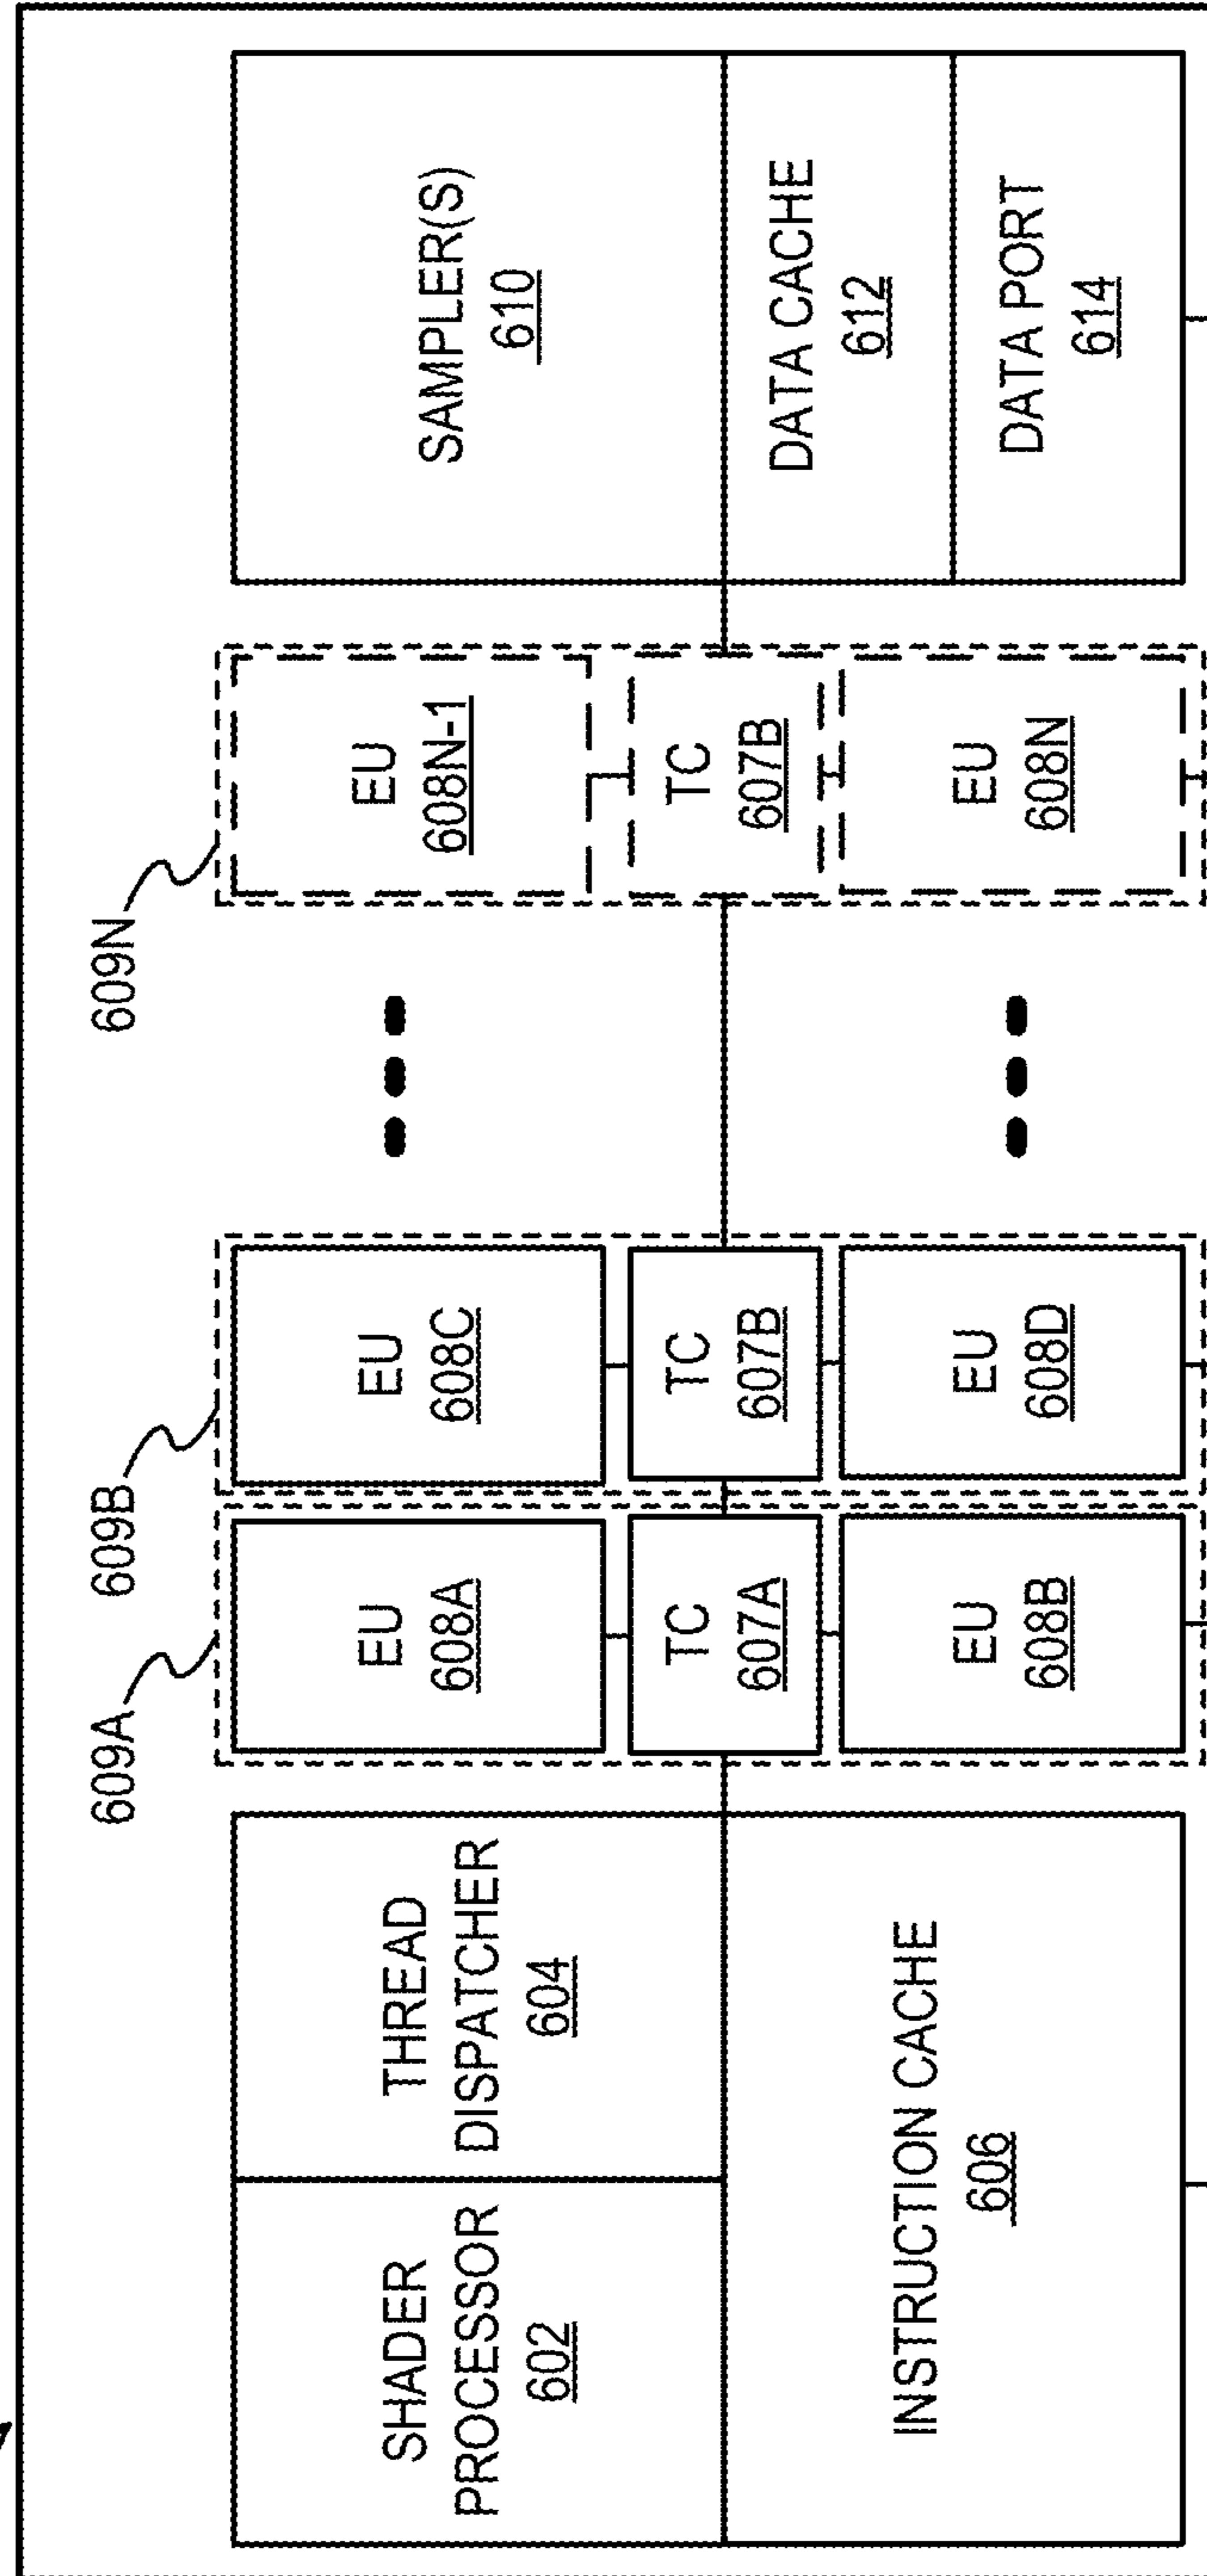 609A
609B
609N
SHADER
PROCESSOR
602
THREAD
DISPATCHER
604
INSTRUCTION CACHE
606
EU
608A
TC
607A
EU
608B
EU
608C
TC
607B
EU
608D
EU
608N-1
TC
607B
EU
608N
SAMPLER(S)
610
DATA CACHE
612
DATA PORT
614